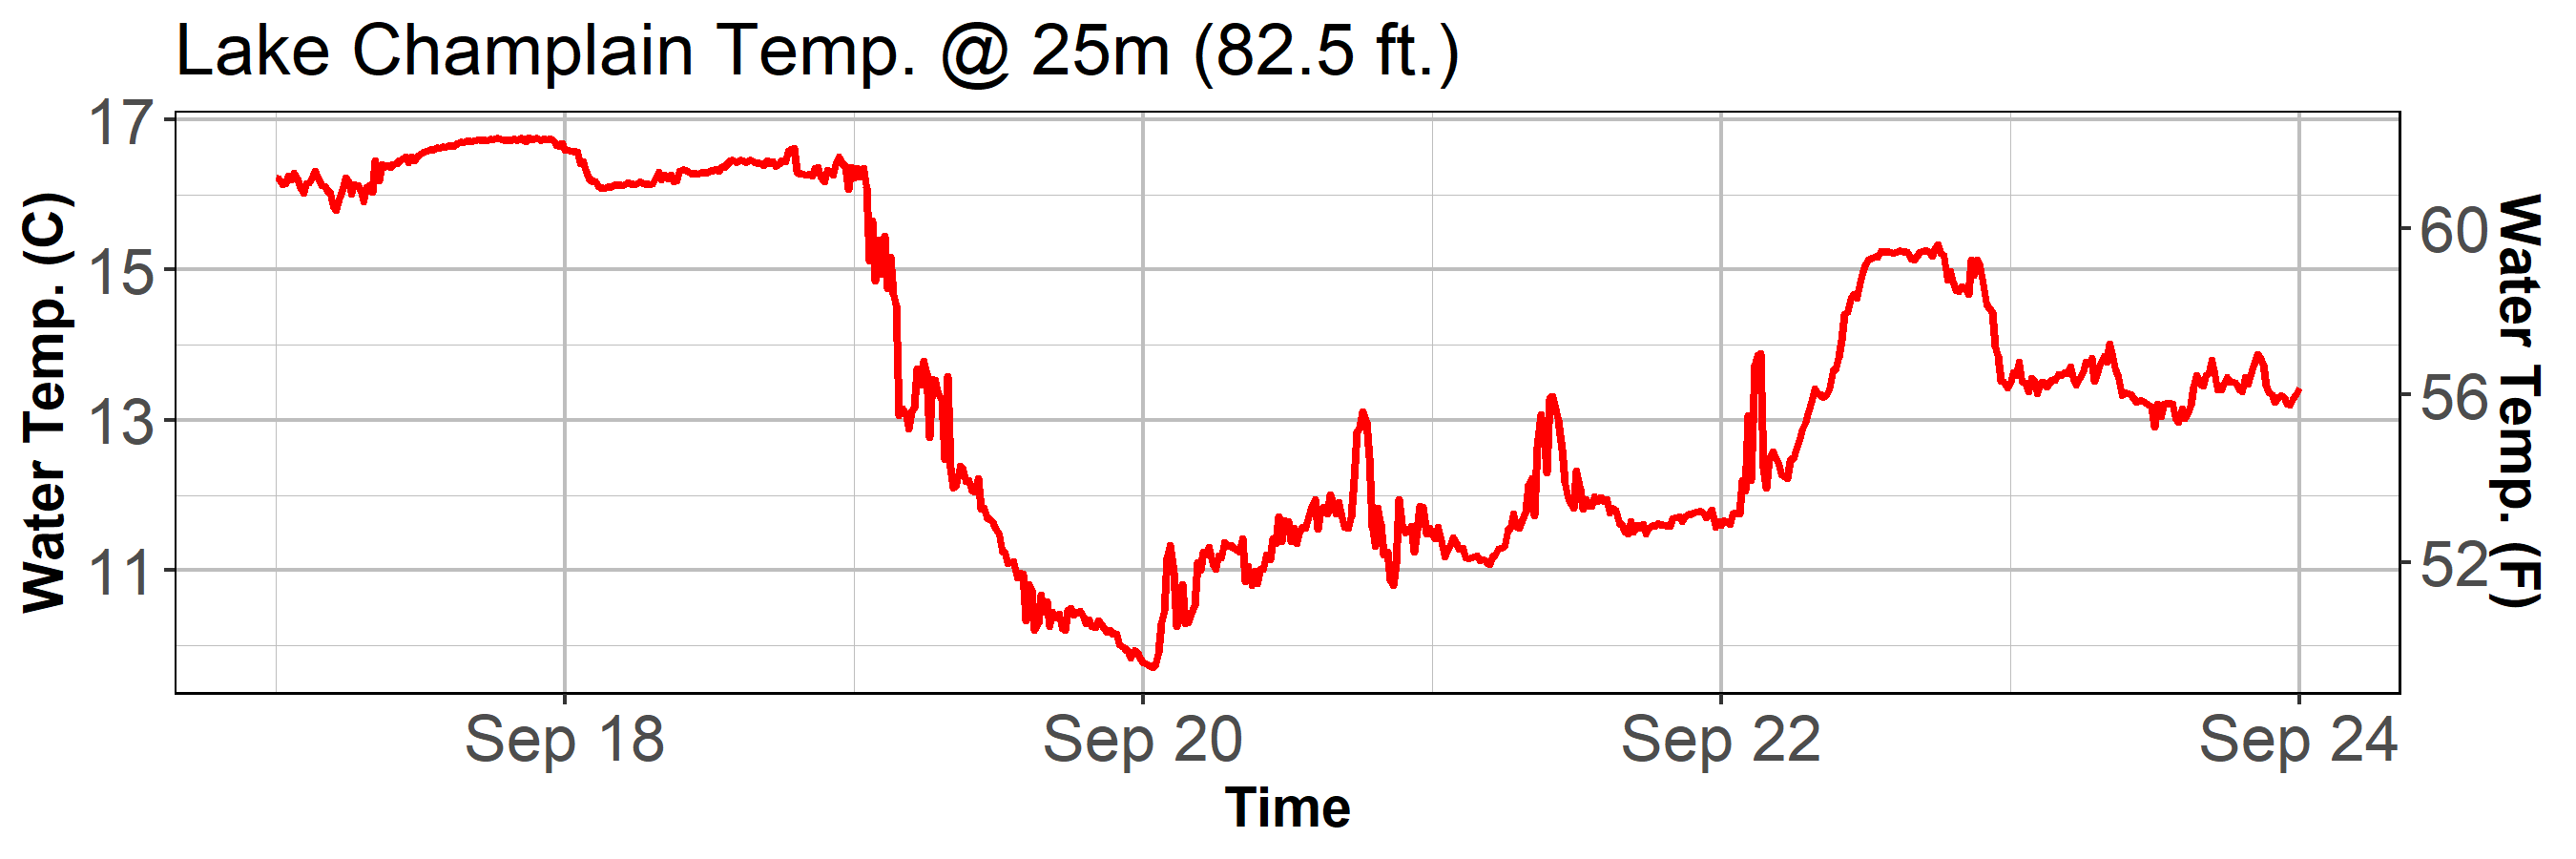 Lake Champlain Temp. @ 25m (82.5 ft.)
17
15
13
11
Water Temp. (C)
60
56
52
Water Temp. (F)
Sep 18
Sep 20
Sep 22
Sep 24
Time